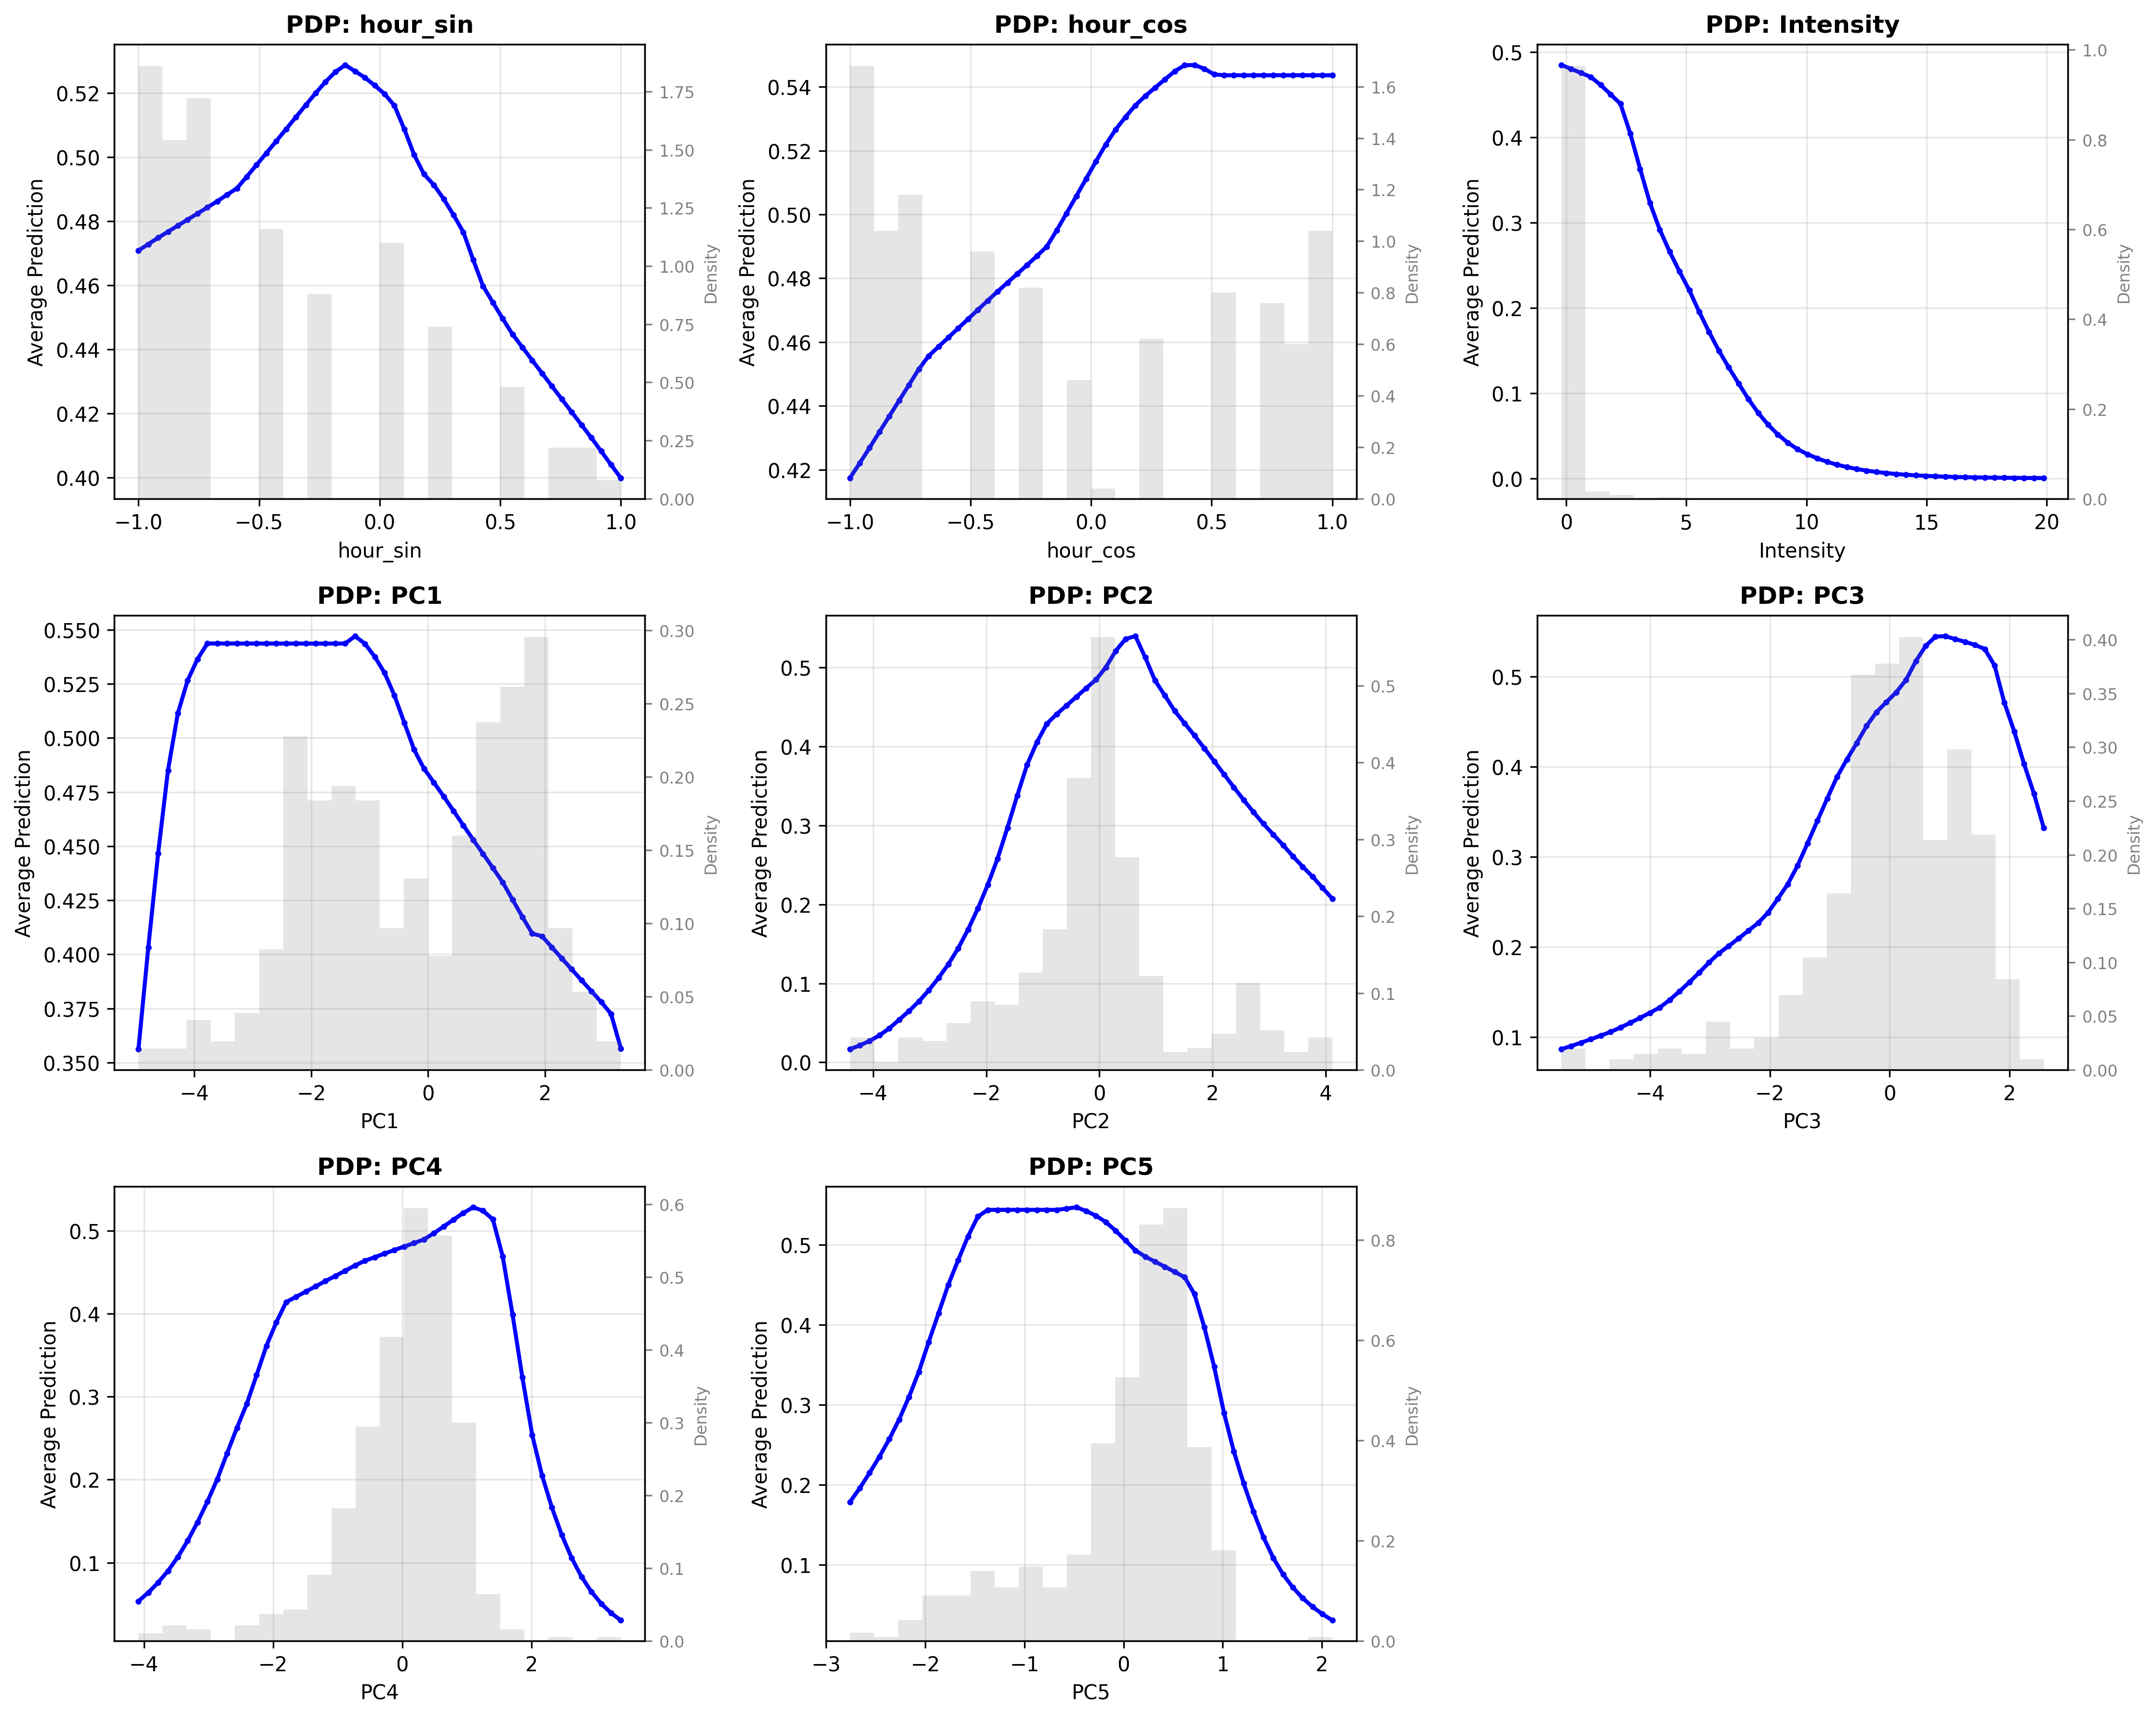 PDP: hour_sin
0.52
0.50
0.48
0.46
0.44
0.42
0.40
Average Prediction
1.75
1.50
1.25
1.00
0.75
0.50
0.25
0.00
Density
−1.0 −0.5 0.0 0.5 1.0
hour_sin
PDP: hour_cos
0.54
0.52
0.50
0.48
0.46
0.44
0.42
Average Prediction
1.6
1.4
1.2
1.0
0.8
0.6
0.4
0.2
0.0
Density
−1.0 −0.5 0.0 0.5 1.0
hour_cos
PDP: Intensity
0.5
0.4
0.3
0.2
0.1
0.0
Average Prediction
1.0
0.8
0.6
0.4
0.2
0.0
Density
0 5 10 15 20
Intensity
PDP: PC1
0.550
0.525
0.500
0.475
0.450
0.425
0.400
0.375
0.350
Average Prediction
0.30
0.25
0.20
0.15
0.10
0.05
0.00
Density
−4 −2 0 2
PC1
PDP: PC2
0.5
0.4
0.3
0.2
0.1
0.0
Average Prediction
0.5
0.4
0.3
0.2
0.1
0.0
Density
−4 −2 0 2 4
PC2
PDP: PC3
0.5
0.4
0.3
0.2
0.1
Average Prediction
0.40
0.35
0.30
0.25
0.20
0.15
0.10
0.05
0.00
Density
−4 −2 0 2
PC3
PDP: PC4
0.5
0.4
0.3
0.2
0.1
Average Prediction
0.6
0.5
0.4
0.3
0.2
0.1
0.0
Density
−4 −2 0 2
PC4
PDP: PC5
0.5
0.4
0.3
0.2
0.1
Average Prediction
0.8
0.6
0.4
0.2
0.0
Density
−3 −2 −1 0 1 2
PC5